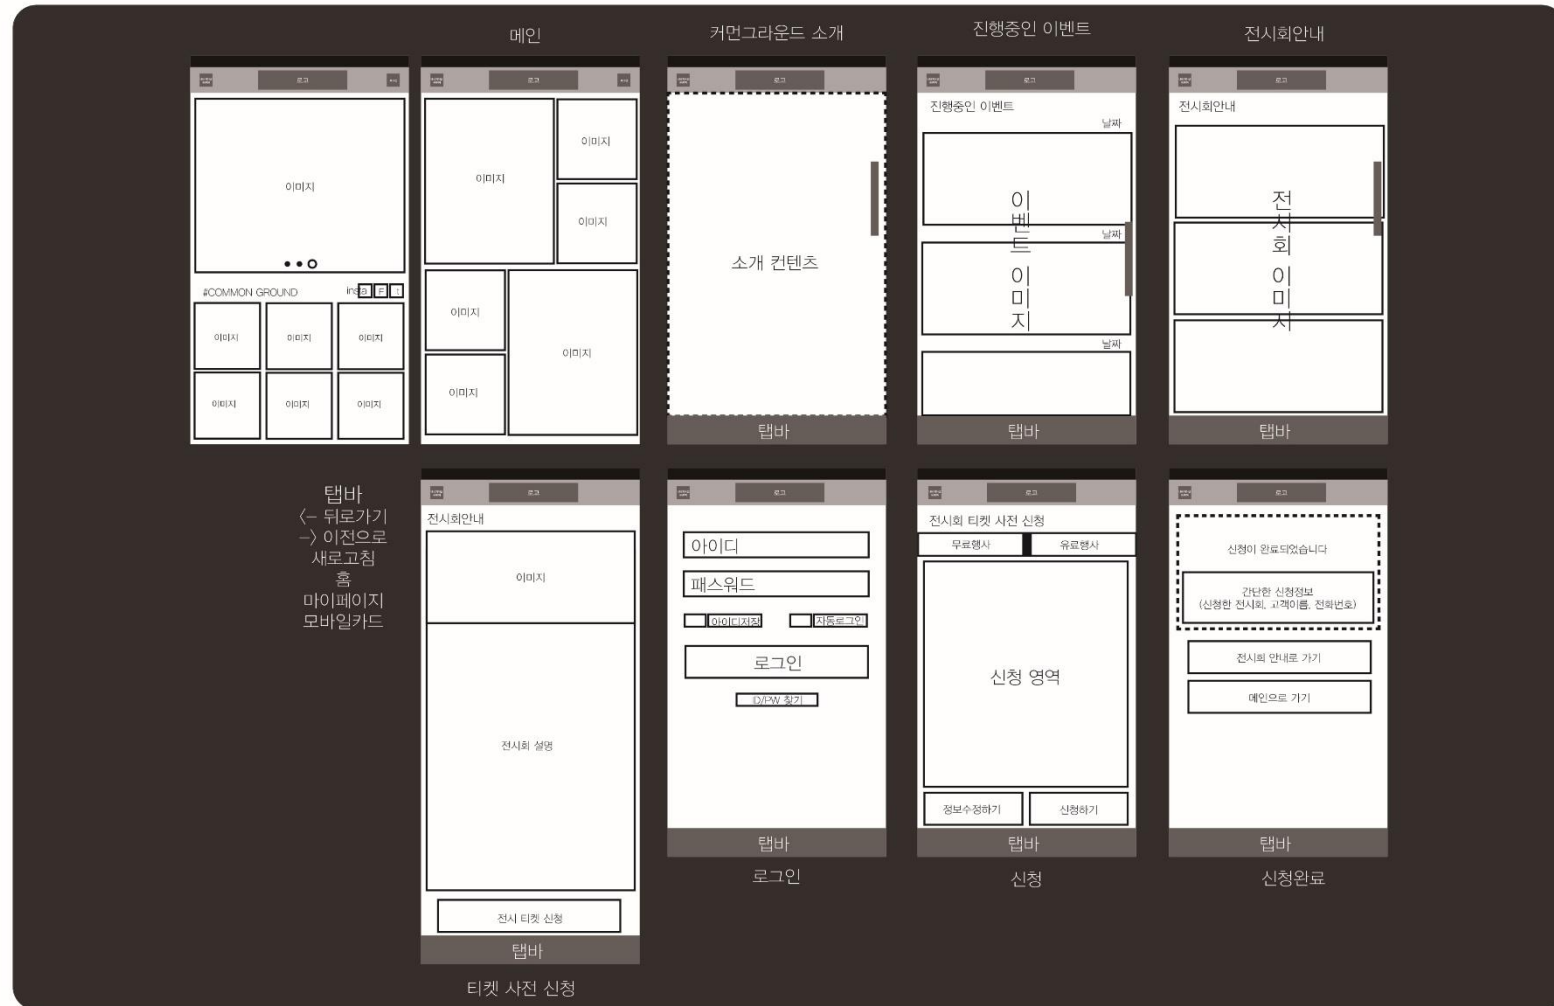 메인
커먼그라운드 소개
진행중인 이벤트
전시회안내
로고
이미지
#COMMON GROUND
insta F t
이미지
이미지
이미지
이미지
이미지
이미지
로고
이미지
이미지
이미지
이미지
이미지
이미지
로고
소개 컨텐츠
탭바
로고
진행중인 이벤트
날짜
날짜
날짜
이벤트 이미지
탭바
로고
전시회안내
전시회 이미지
탭바
탭바
<- 뒤로가기
-> 이전으로
새로고침
홈
마이페이지
모바일카드
로고
전시회안내
이미지
전시회 설명
전시 티켓 신청
탭바
티켓 사전 신청
로고
아이디
패스워드
아이디저장
자동로그인
로그인
ID/PW 찾기
탭바
로그인
로고
전시회 티켓 사전 신청
무료행사
유료행사
신청 영역
정보수정하기
신청하기
탭바
신청
로고
신청이 완료되었습니다
간단한 신청정보
(신청한 전시회, 고객이름, 전화번호)
전시회 안내로 가기
메인으로 가기
탭바
신청완료